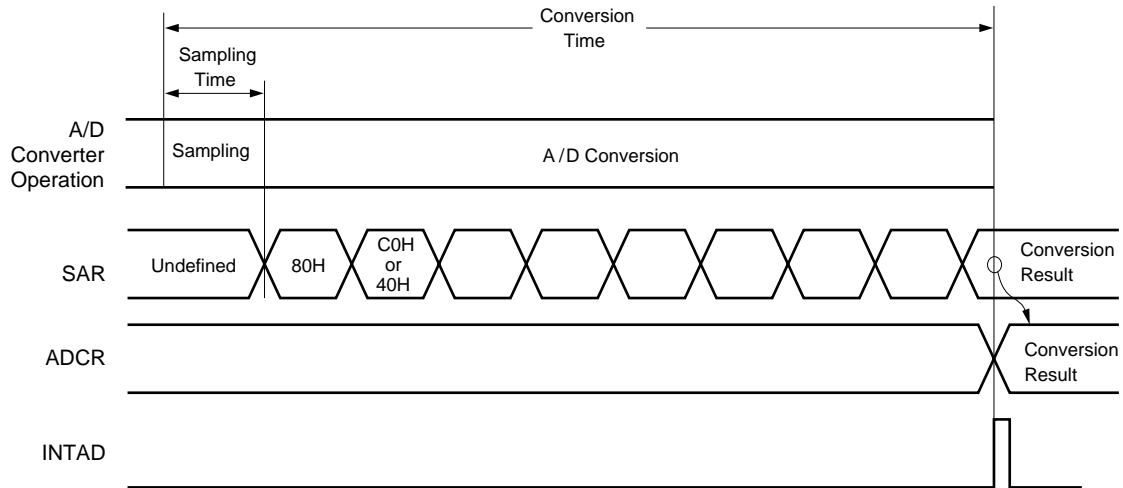 Conversion
Time
Sampling
Time
A/D
Converter
Operation
Sampling
A/D Conversion
SAR
Undefined
80H
C0H
or
40H
Conversion
Result
ADCR
Conversion
Result
INTAD